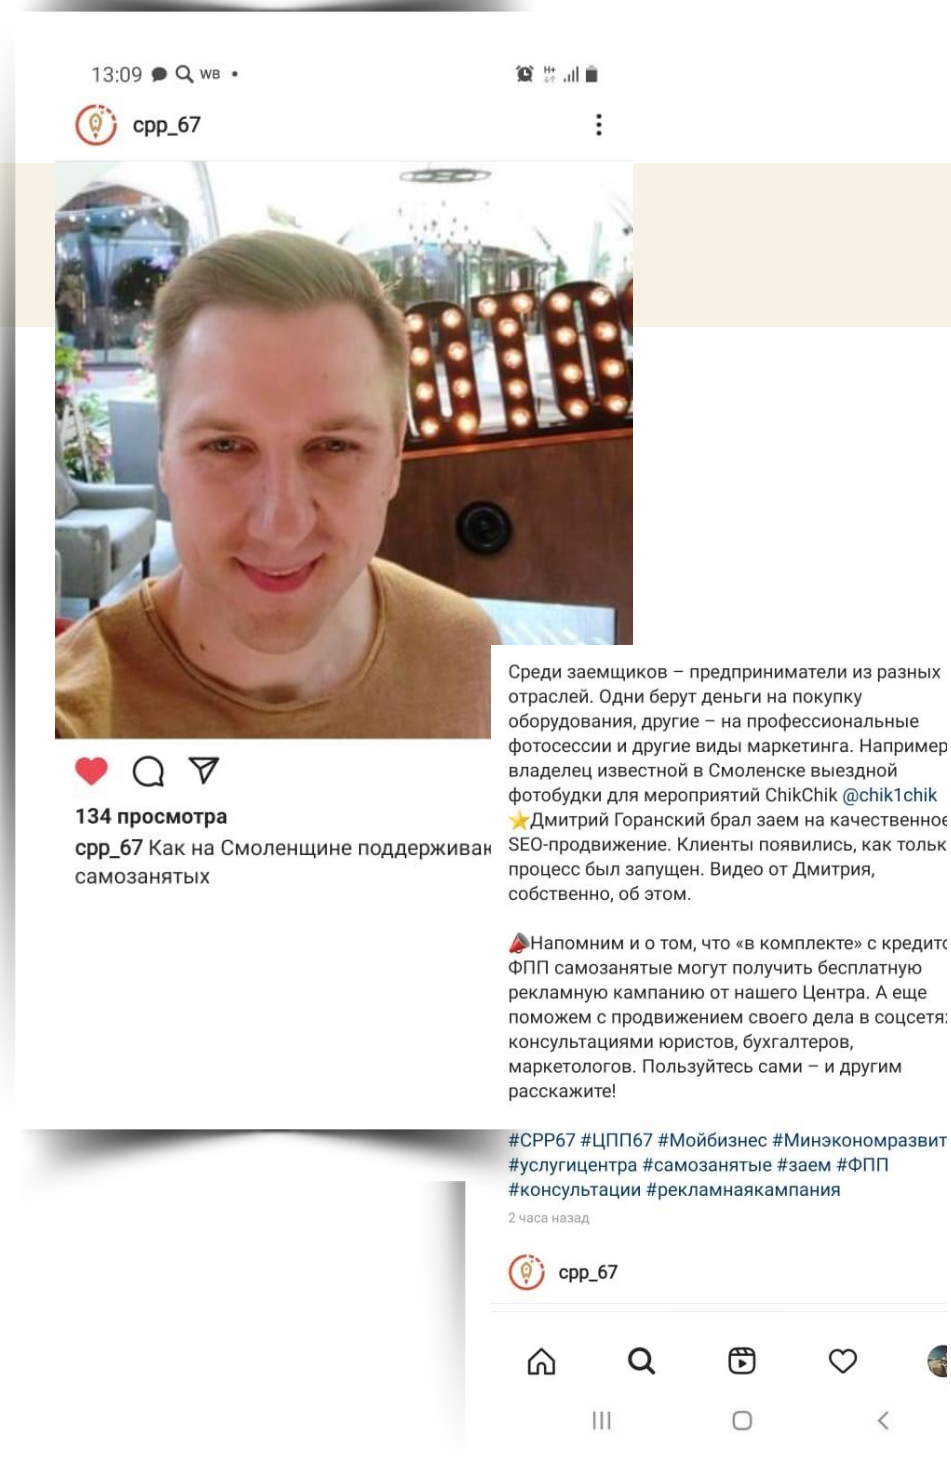 13:09 WB
cpp_67
UTO
134 просмотра
cpp_67 Как на Смоленщине поддерживаю
самозанятых
Среди заемщиков – предприниматели из разных
отраслей. Одни берут деньги на покупку
оборудования, другие – на профессиональные
фотосессии и другие виды маркетинга. Например
владелец известной в Смоленске выездной
фотобудки для мероприятий ChikChik @chik1chik
⭐Дмитрий Горанский брал заем на качественное
SEO-продвижение. Клиенты появились, как тольк
процесс был запущен. Видео от Дмитрия,
собственно, об этом.
📣Напомним и о том, что «в комплекте» с кредито
ФПП самозанятые могут получить бесплатную
рекламную кампанию от нашего Центра. А еще
поможем с продвижением своего дела в соцсетях
консультациями юристов, бухгалтеров,
маркетологов. Пользуйтесь сами – и другим
расскажите!
#СРР67 #ЦПП67 #Мойбизнес #Минэкономразвит
#услугицентра #самозанятые #заем #ФПП
#консультации #рекламнаякампания
2 часа назад
cpp_67